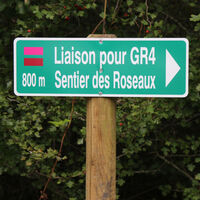 Liaison pour GR4
800 m Sentier des Roseaux